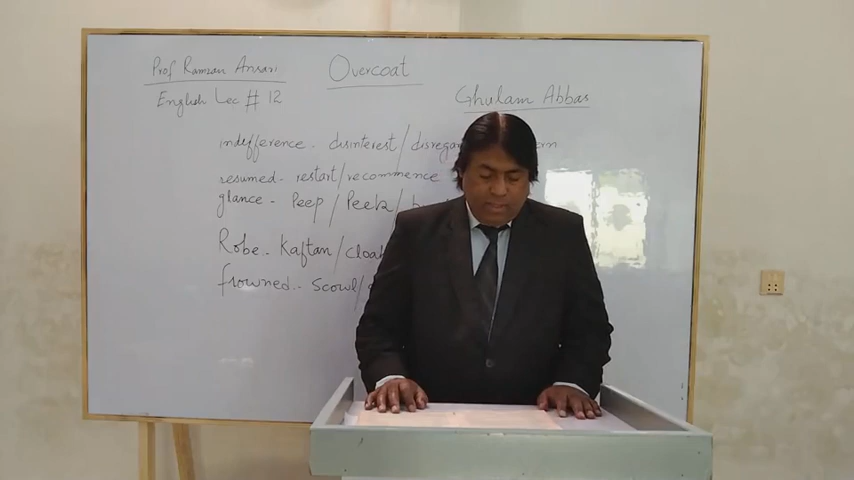 Prof Ramzan Ansari
Overcoat
English Lec # 12
Ghulam Abbas
indifference - disinterest/disregar
resumed - restart/recommence
glance - Peep/Peek/
Robe - Kaftan/cloak
frowned - Scowl/